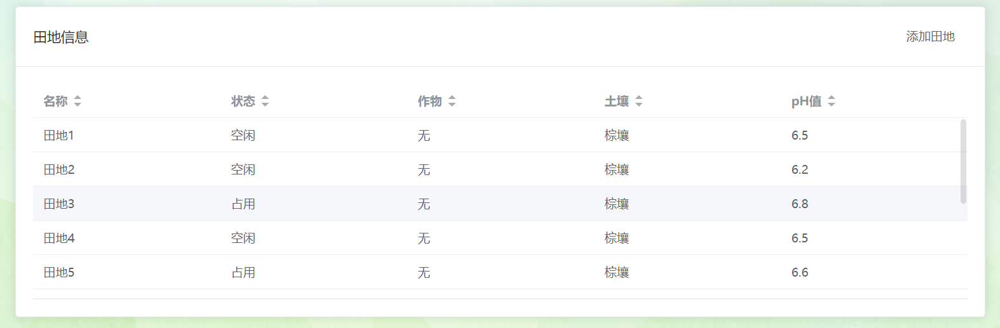 田地信息 添加田地
名称 状态 作物 土壤 pH值
田地1 空闲 无 棕壤 6.5
田地2 空闲 无 棕壤 6.2
田地3 占用 无 棕壤 6.8
田地4 空闲 无 棕壤 6.5
田地5 占用 无 棕壤 6.6